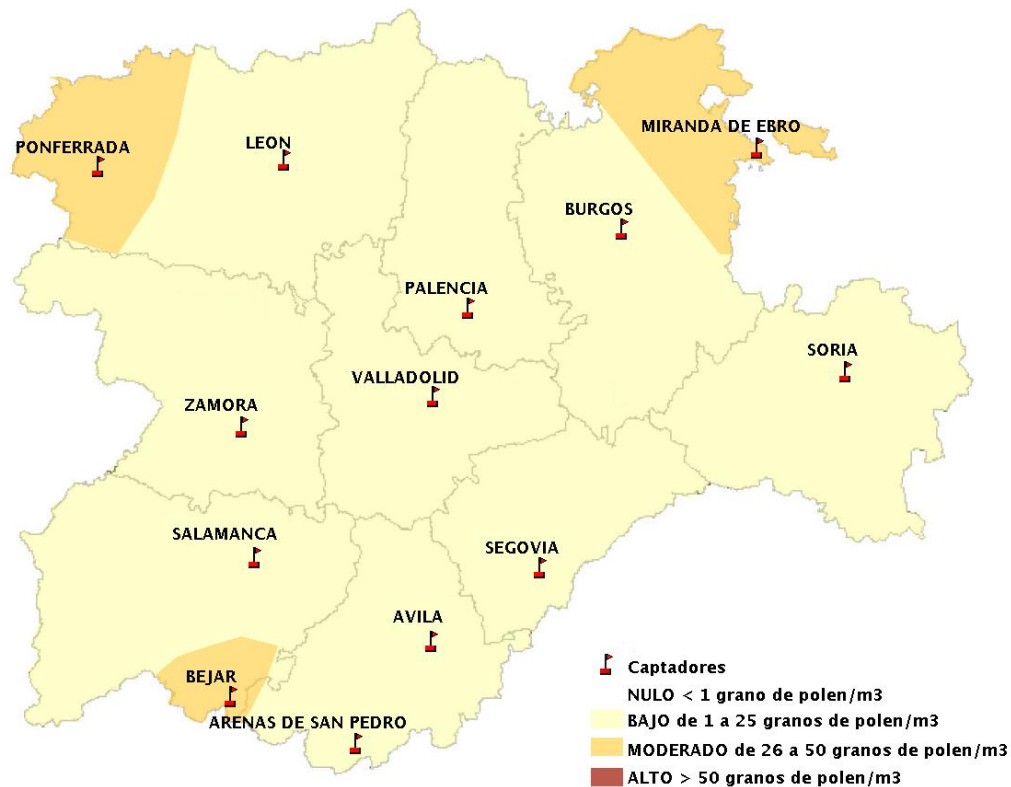 MIRANDA DE EBRO
PONFERRADA
LEON
BURGOS
PALENCIA
SORIA
VALLADOLID
ZAMORA
SALAMANCA
SEGOVIA
AVILA
BEJAR
ARENAS DE SAN PEDRO
Captadores
NULO < 1 grano de polen/m3
BAJO de 1 a 25 granos de polen/m3
MODERADO de 26 a 50 granos de polen/m3
ALTO > 50 granos de polen/m3